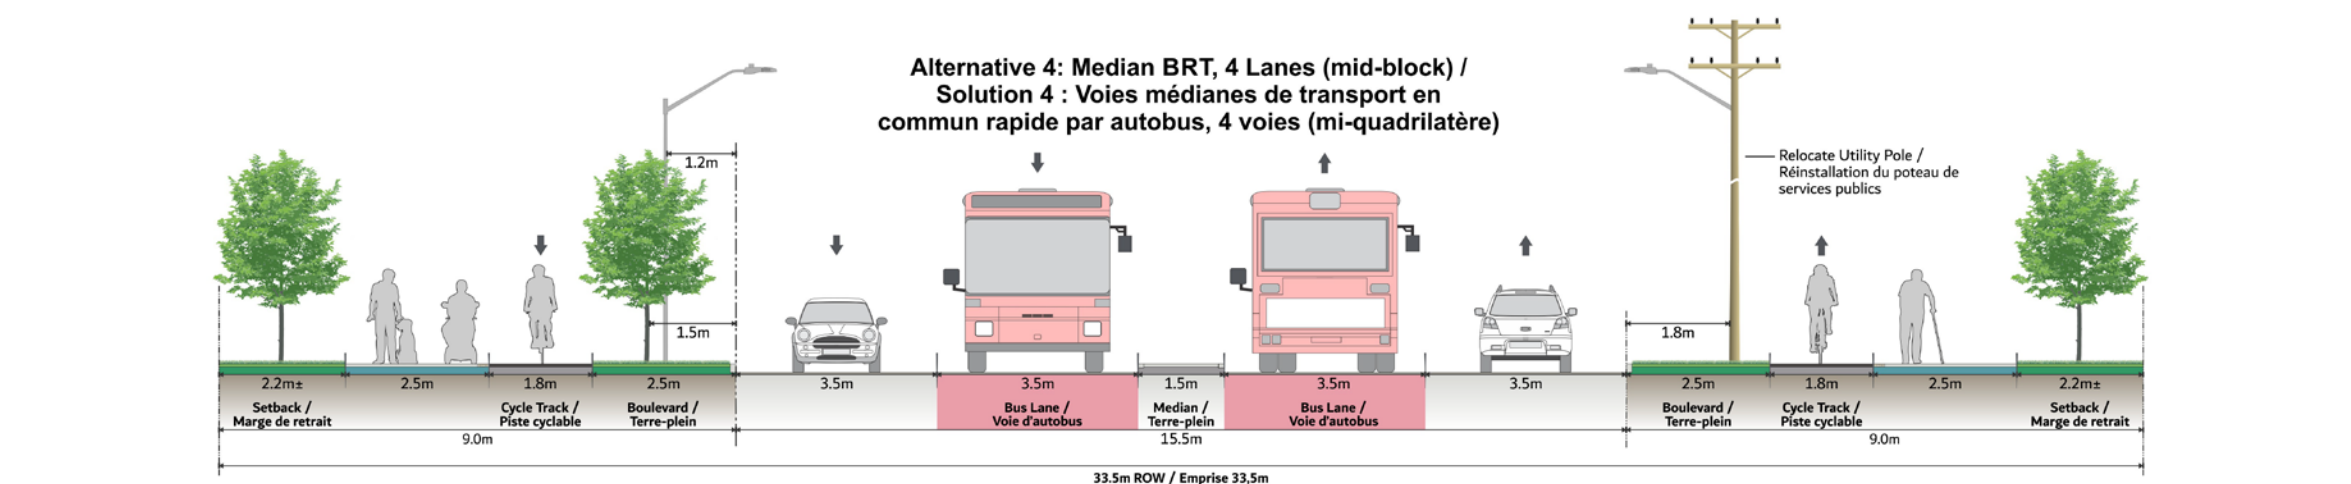 Alternative 4: Median BRT, 4 Lanes (mid-block) /
Solution 4 : Voies médianes de transport en
commun rapide par autobus, 4 voies (mi-quadrilatère)
1.2m
Relocate Utility Pole /
Réinstallation du poteau de
services publics
1.5m
1.8m
2.2m±
2.5m
1.8m
2.5m
3.5m
3.5m
1.5m
3.5m
3.5m
2.5m
1.8m
2.5m
2.2m±
Setback /
Marge de retrait
Cycle Track /
Piste cyclable
Boulevard /
Terre-plein
Bus Lane /
Voie d'autobus
Median /
Terre-plein
Bus Lane /
Voie d'autobus
Boulevard /
Terre-plein
Cycle Track /
Piste cyclable
Setback /
Marge de retrait
9.0m
15.5m
9.0m
33.5m ROW / Emprise 33,5m